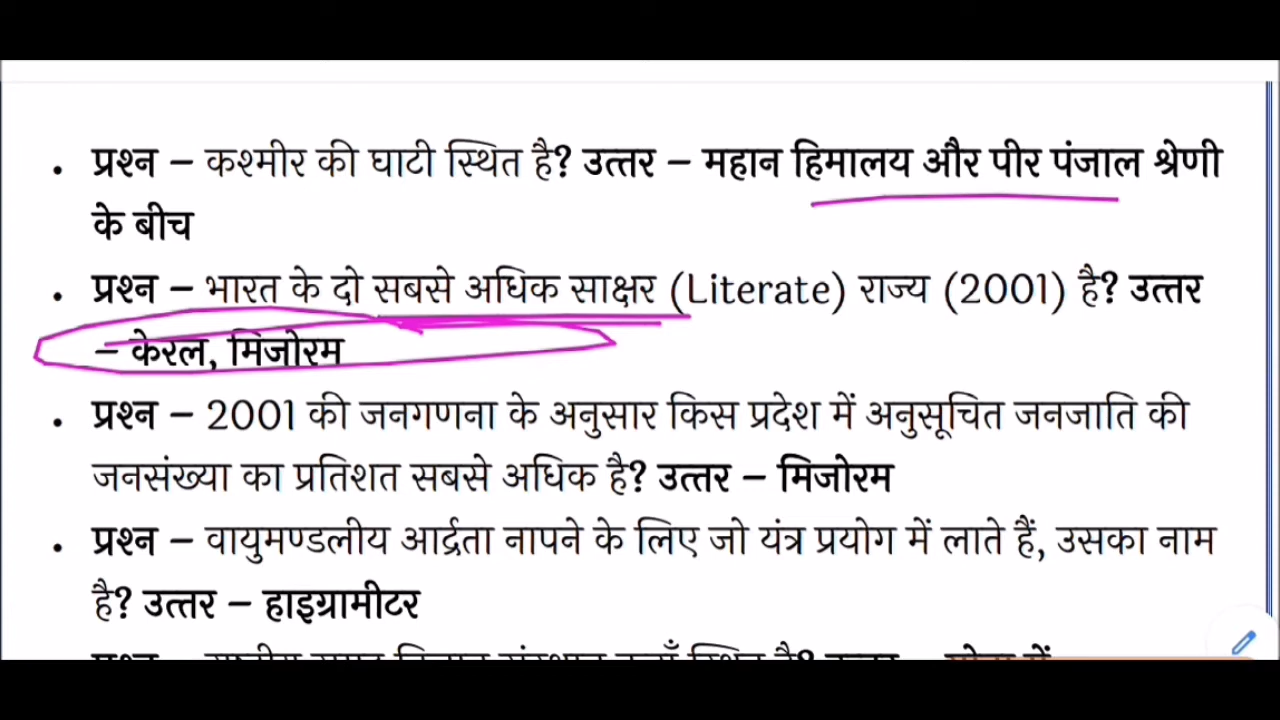 • प्रश्न – कश्मीर की घाटी स्थित है? उत्तर – महान हिमालय और पीर पंजाल श्रेणी
के बीच
• प्रश्न – भारत के दो सबसे अधिक साक्षर (Literate) राज्य (2001) है? उत्तर
– केरल, मिजोरम
• प्रश्न – 2001 की जनगणना के अनुसार किस प्रदेश में अनुसूचित जनजाति की
जनसंख्या का प्रतिशत सबसे अधिक है? उत्तर – मिजोरम
• प्रश्न – वायुमण्डलीय आर्द्रता नापने के लिए जो यंत्र प्रयोग में लाते हैं, उसका नाम
है? उत्तर – हाइग्रामीटर
प्रश्न –